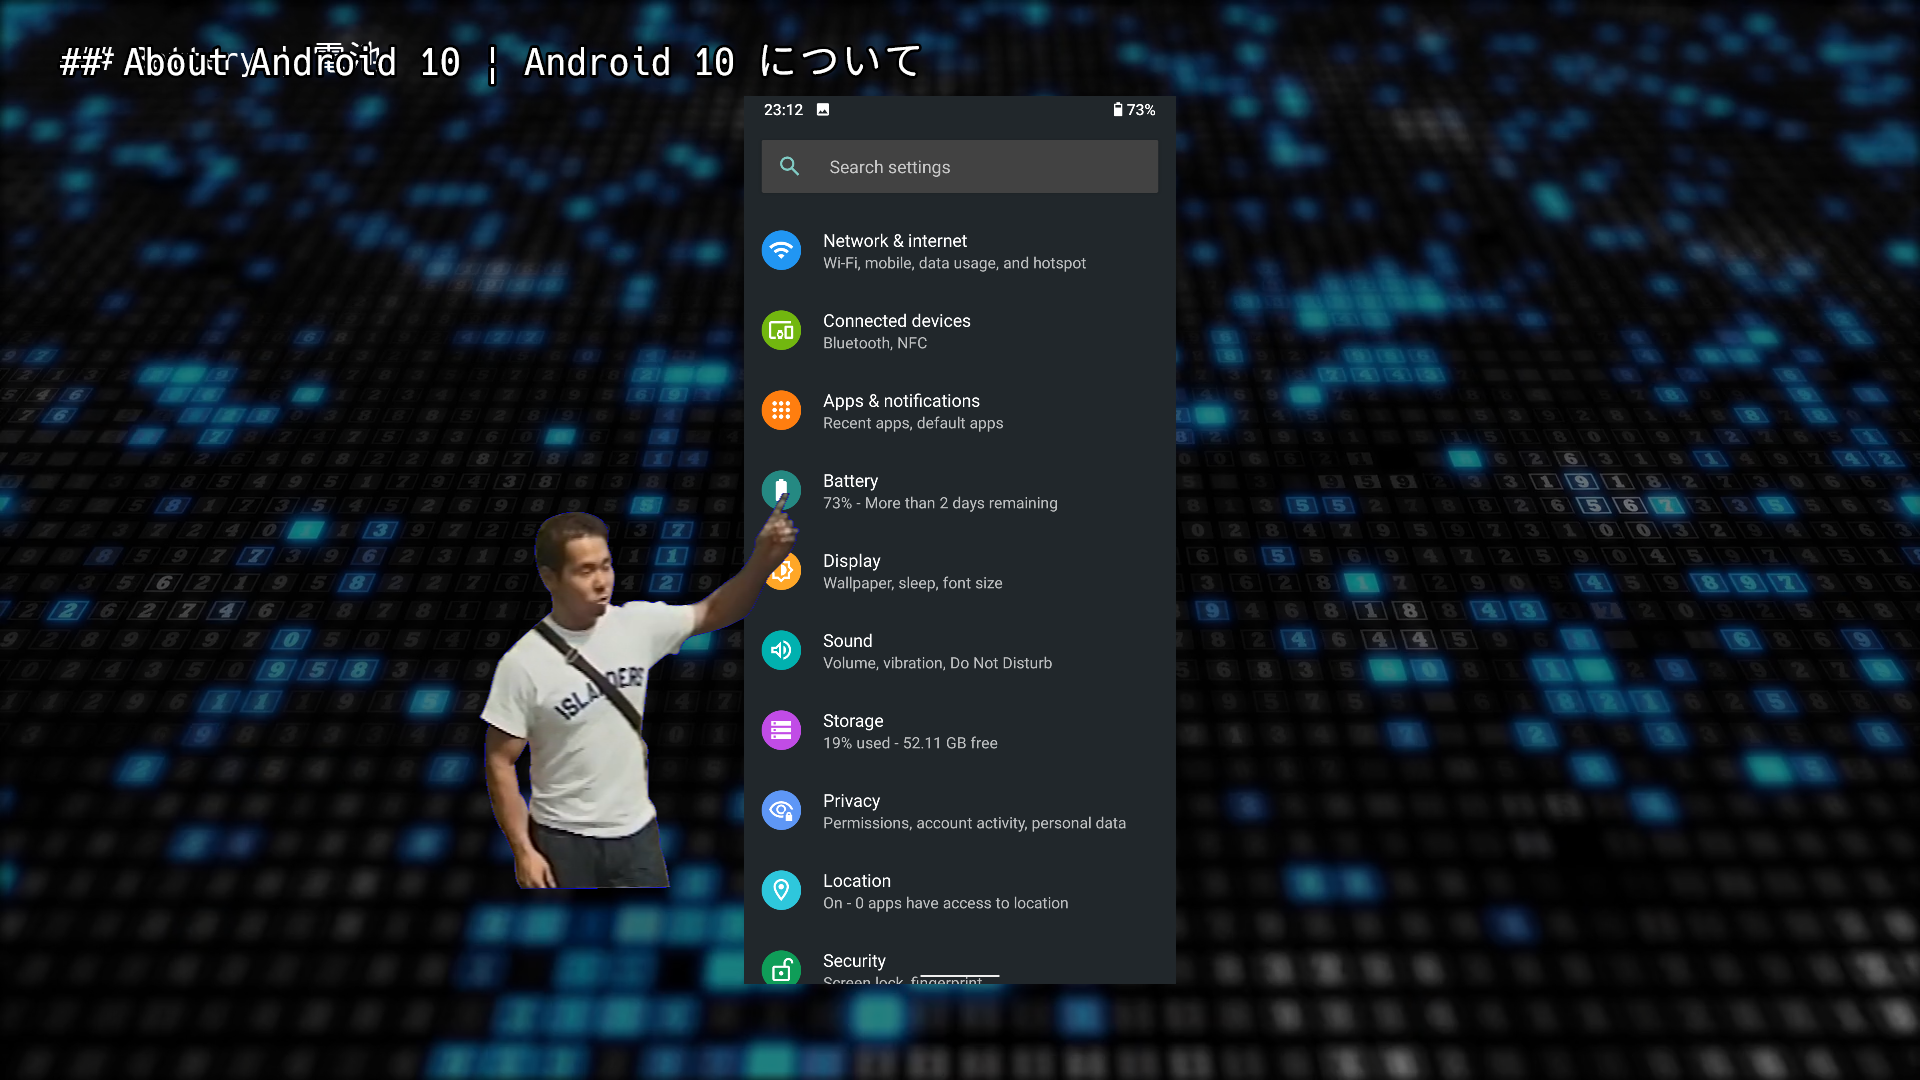 ## About Android 10 ¦ Android 10 について
23:12 73%
Search settings
Network & internet
Wi-Fi, mobile, data usage, and hotspot
Connected devices
Bluetooth, NFC
Apps & notifications
Recent apps, default apps
Battery
73% - More than 2 days remaining
Display
Wallpaper, sleep, font size
Sound
Volume, vibration, Do Not Disturb
Storage
19% used - 52.11 GB free
Privacy
Permissions, account activity, personal data
Location
On - 0 apps have access to location
Security
Screen lock, fingerprint
ISLANDERS